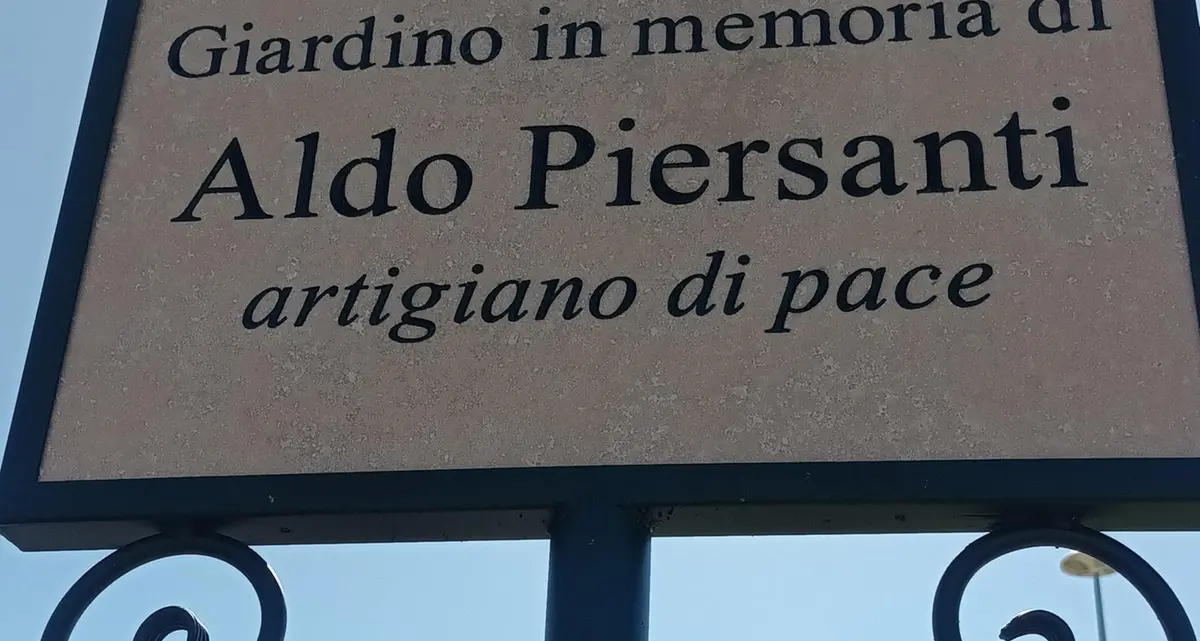 Giardino in memoria di
Aldo Piersanti
artigiano di pace